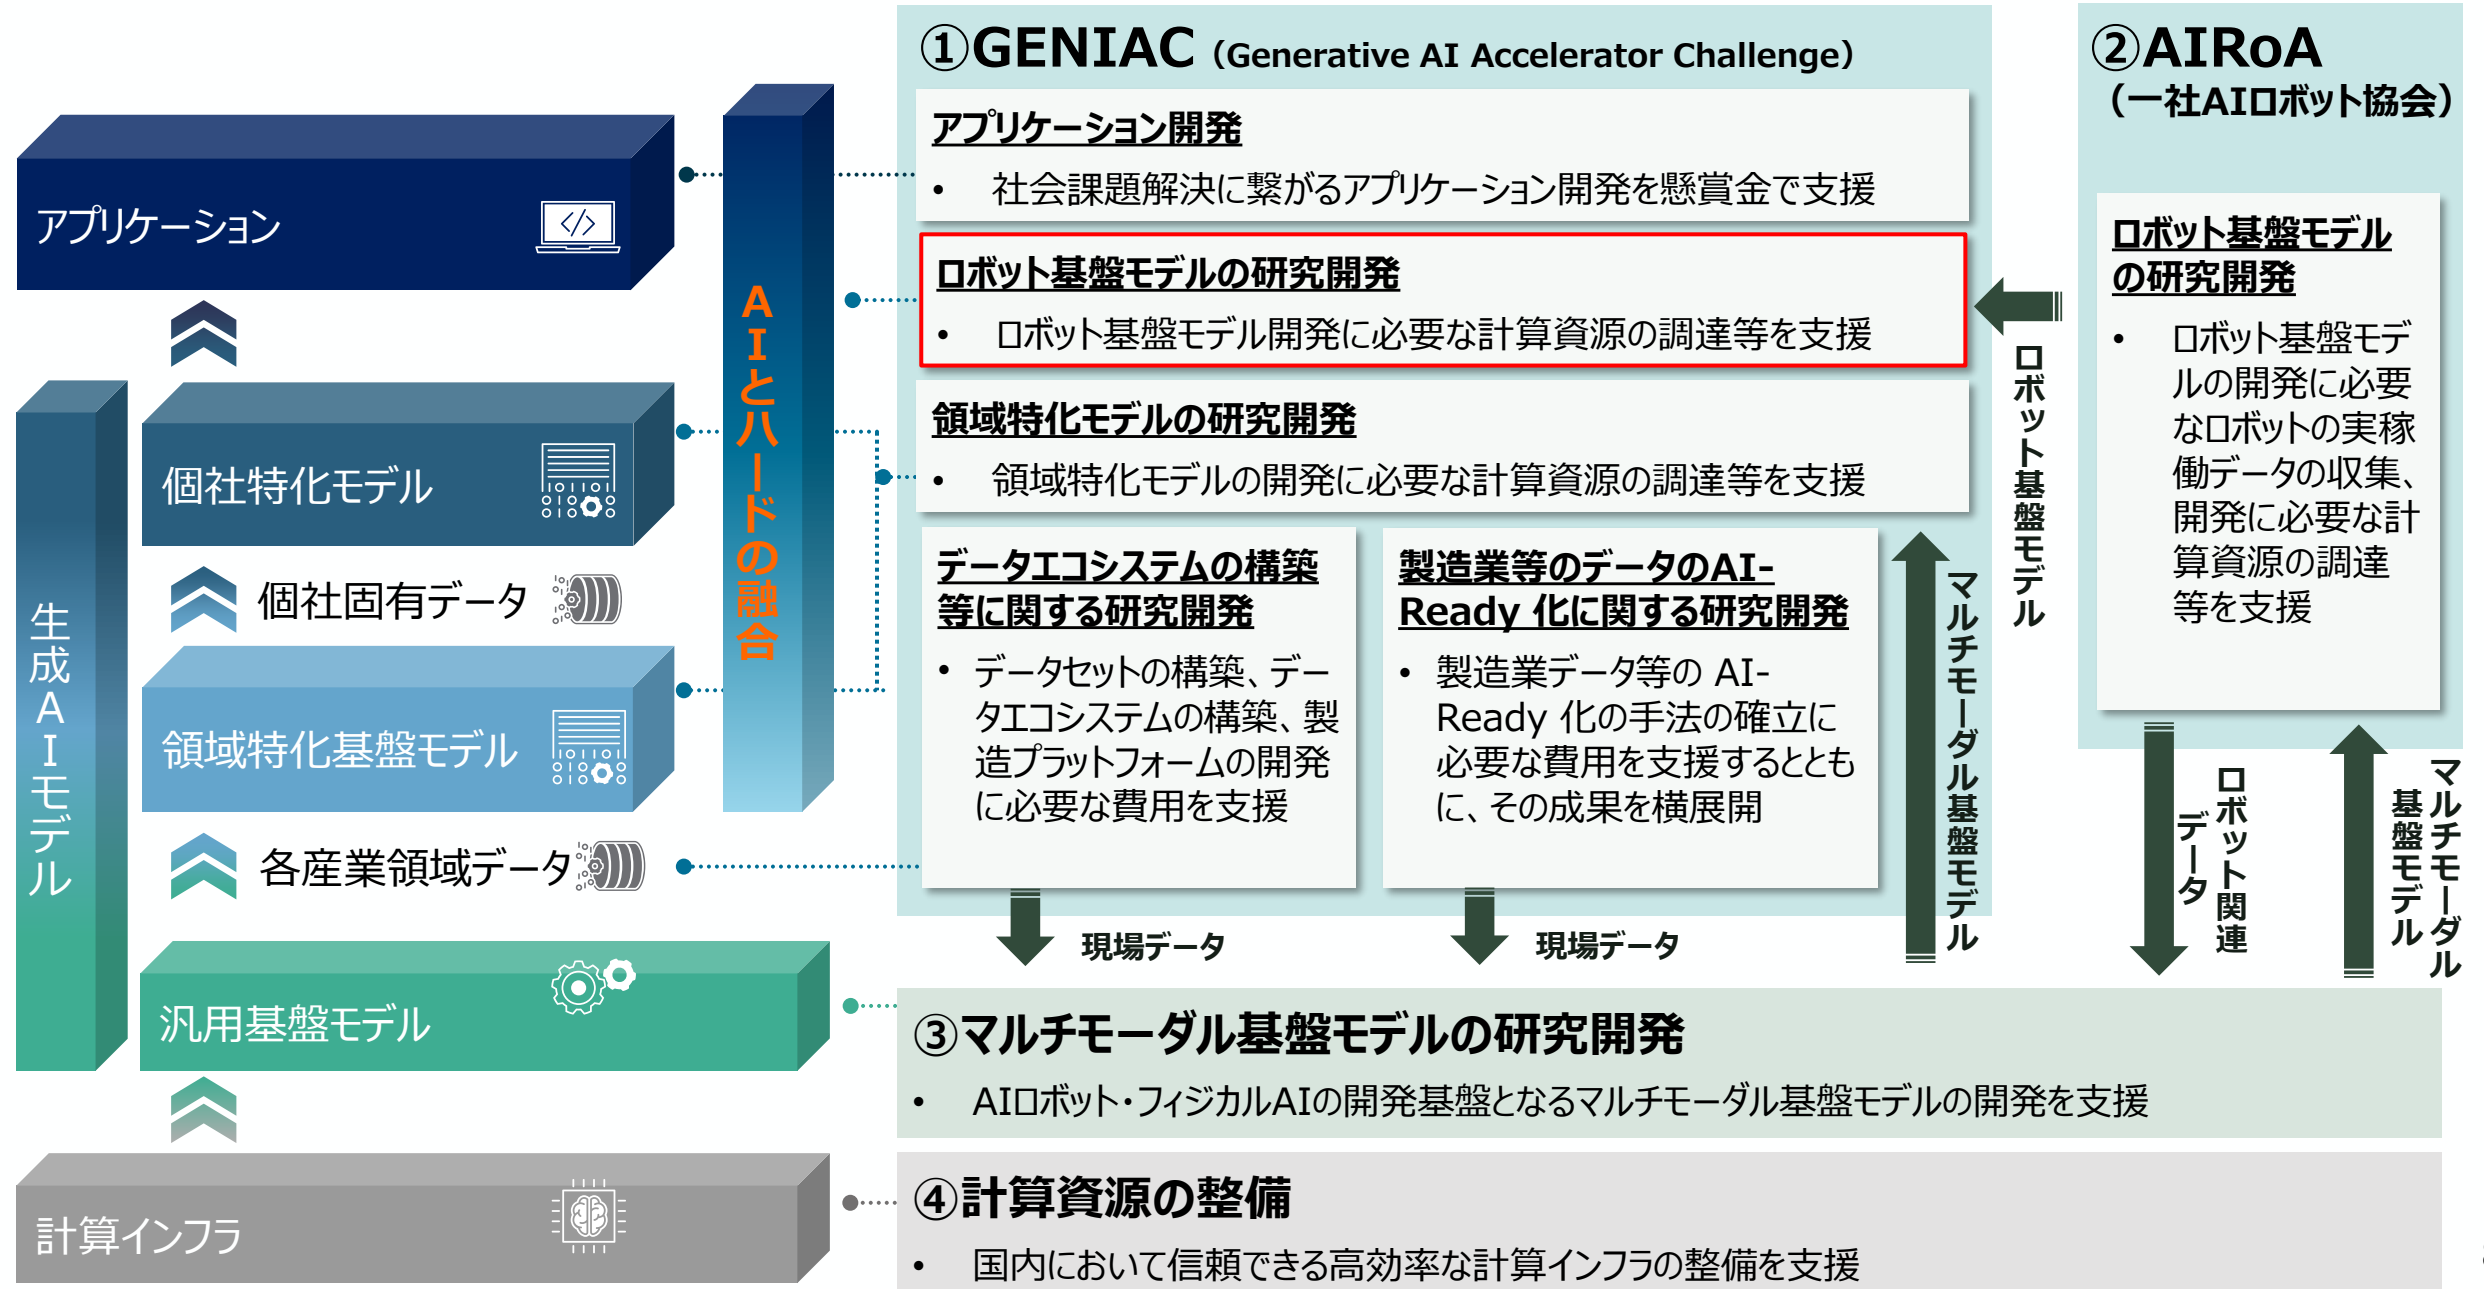 アプリケーション
個社特化モデル
個社固有データ
領域特化基盤モデル
各産業領域データ
汎用基盤モデル
計算インフラ
生成AIモデル
AIとハードの融合
①GENIAC（Generative AI Accelerator Challenge）
アプリケーション開発
• 社会課題解決に繋がるアプリケーション開発を懸賞金で支援
ロボット基盤モデルの研究開発
• ロボット基盤モデル開発に必要な計算資源の調達等を支援
領域特化モデルの研究開発
• 領域特化モデルの開発に必要な計算資源の調達等を支援
データエコシステムの構築
等に関する研究開発
• データセットの構築、デー
タエコシステムの構築、製
造プラットフォームの開発
に必要な費用を支援
製造業等のデータのAI-
Ready 化に関する研究開発
• 製造業データ等の AI-
Ready 化の手法の確立に
必要な費用を支援するととも
に、その成果を横展開
現場データ
現場データ
マルチモーダル基盤モデル
ロボット基盤モデル
②AIRoA
（一社AIロボット協会）
ロボット基盤モデル
の研究開発
• ロボット基盤モデ
ルの開発に必要
なロボットの実稼
働データの収集、
開発に必要な計
算資源の調達
等を支援
ロボット関連
データ
マルチモーダル
基盤モデル
③マルチモーダル基盤モデルの研究開発
• AIロボット・フィジカルAIの開発基盤となるマルチモーダル基盤モデルの開発を支援
④計算資源の整備
• 国内において信頼できる高効率な計算インフラの整備を支援